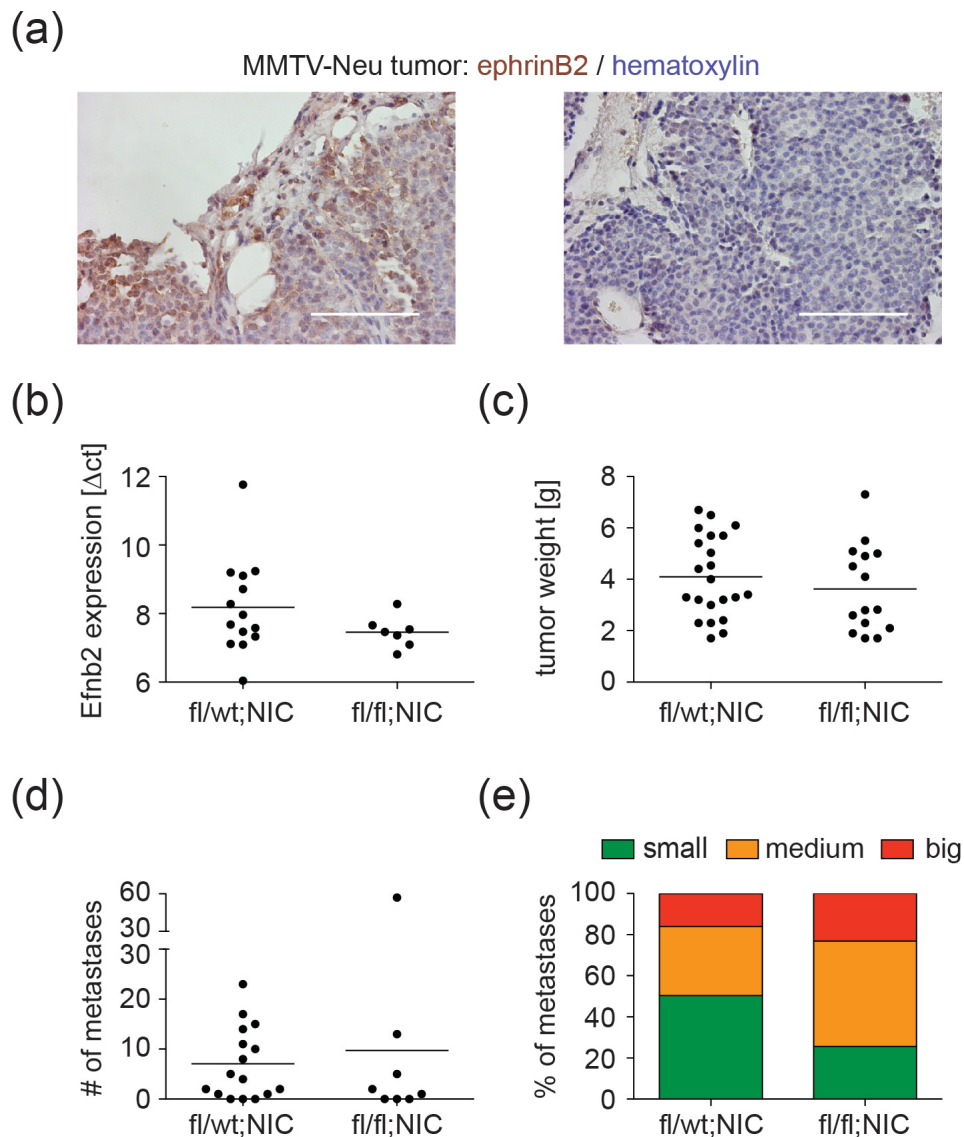 (a)
MMTV-Neu tumor: ephrinB2 / hematoxylin
(b)
Efnb2 expression [Δct]
12
10
8
6
fl/wt;NIC fl/fl;NIC
(c)
tumor weight [g]
8
6
4
2
0
fl/wt;NIC fl/fl;NIC
(d)
# of metastases
60
30
30
20
10
0
fl/wt;NIC fl/fl;NIC
(e)
small medium big
% of metastases
100
80
60
40
20
0
fl/wt;NIC fl/fl;NIC